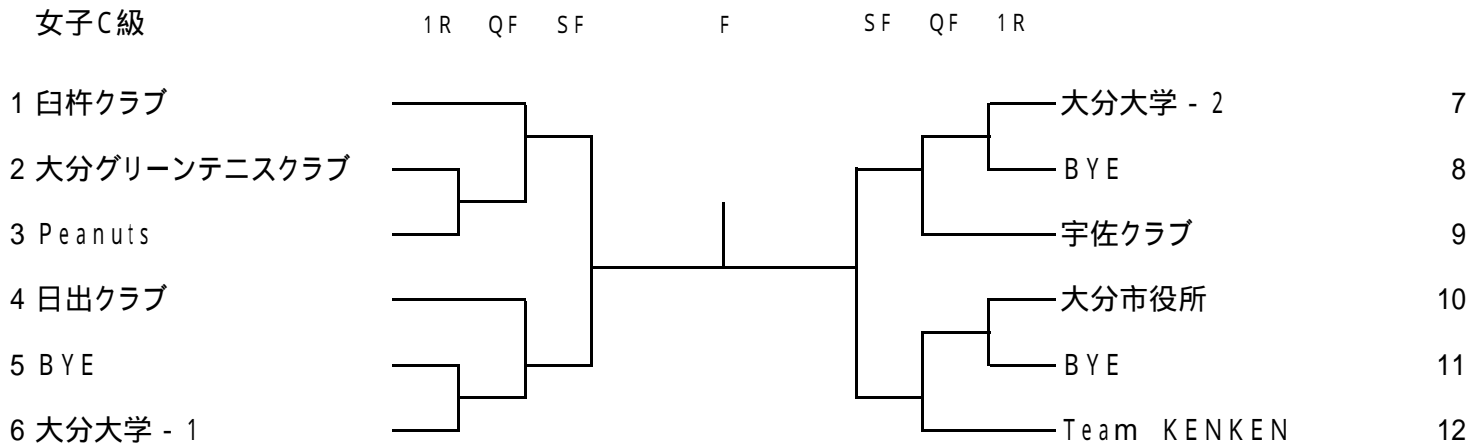 女子C級 1R QF SF F SF QF 1R
1 臼杵クラブ 大分大学 - 2 7
2 大分グリーンテニスクラブ BYE 8
3 Peanuts 宇佐クラブ 9
4 日出クラブ 大分市役所 10
5 BYE BYE 11
6 大分大学 - 1 Team KENKEN 12